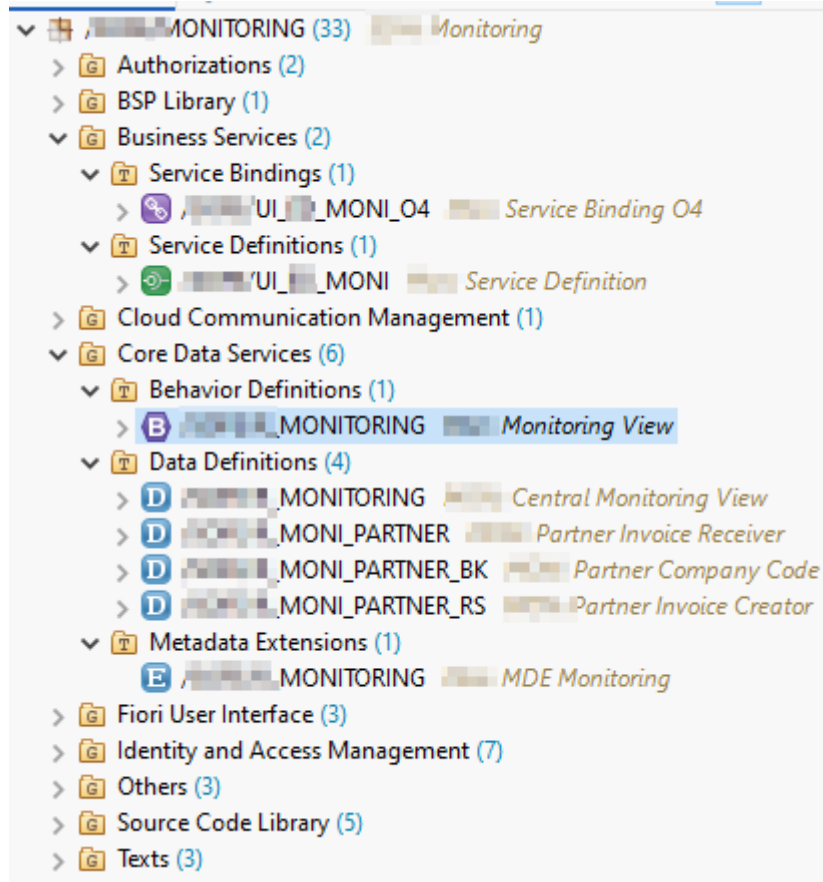 MONITORING (33) Monitoring
G Authorizations (2)
G BSP Library (1)
G Business Services (2)
T Service Bindings (1)
UI_ _MONI_O4 Service Binding O4
T Service Definitions (1)
UI_ _MONI Service Definition
G Cloud Communication Management (1)
G Core Data Services (6)
T Behavior Definitions (1)
B _MONITORING Monitoring View
T Data Definitions (4)
D _MONITORING Central Monitoring View
D _MONI_PARTNER Partner Invoice Receiver
D _MONI_PARTNER_BK Partner Company Code
D _MONI_PARTNER_RS Partner Invoice Creator
T Metadata Extensions (1)
E _MONITORING MDE Monitoring
G Fiori User Interface (3)
G Identity and Access Management (7)
G Others (3)
G Source Code Library (5)
G Texts (3)